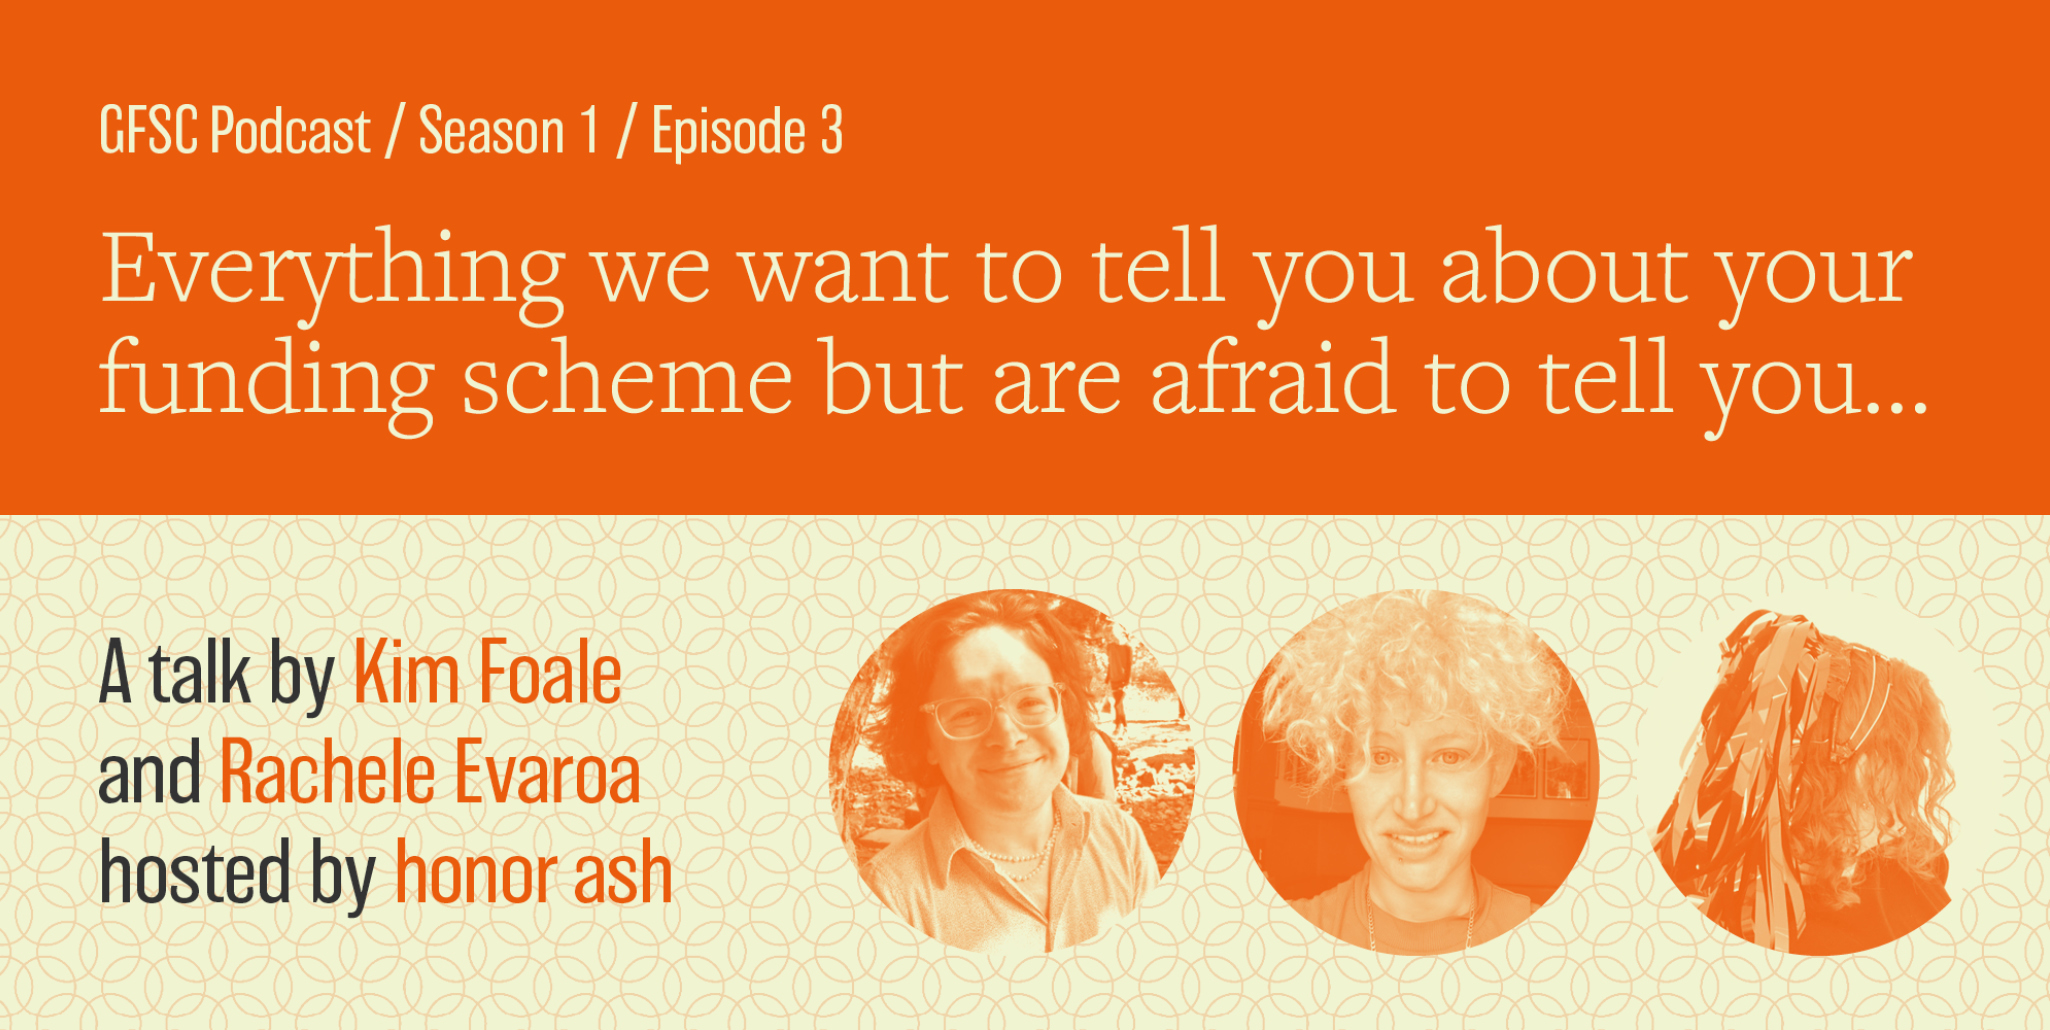 GFSC Podcast / Season 1 / Episode 3
Everything we want to tell you about your
funding scheme but are afraid to tell you...
A talk by Kim Foale
and Rachele Evaroa
hosted by honor ash